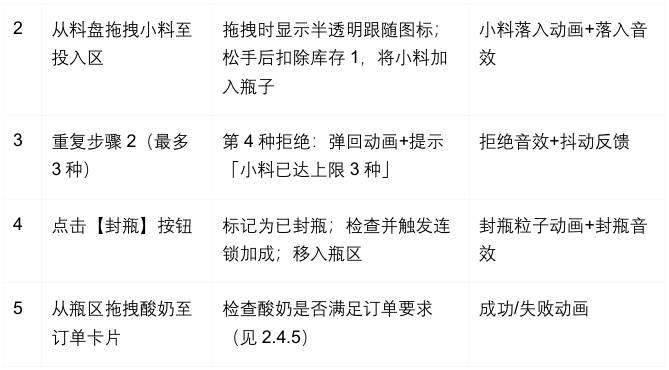 2
从料盘拖拽小料至
投入区
拖拽时显示半透明跟随图标；
松手后扣除库存 1，将小料加
入瓶子
小料落入动画+落入音
效
3
重复步骤 2（最多
3 种）
第 4 种拒绝：弹回动画+提示
「小料已达上限 3 种」
拒绝音效+抖动反馈
4
点击【封瓶】按钮
标记为已封瓶；检查并触发连
锁加成；移入瓶区
封瓶粒子动画+封瓶音
效
5
从瓶区拖拽酸奶至
订单卡片
检查酸奶是否满足订单要求
（见 2.4.5）
成功/失败动画